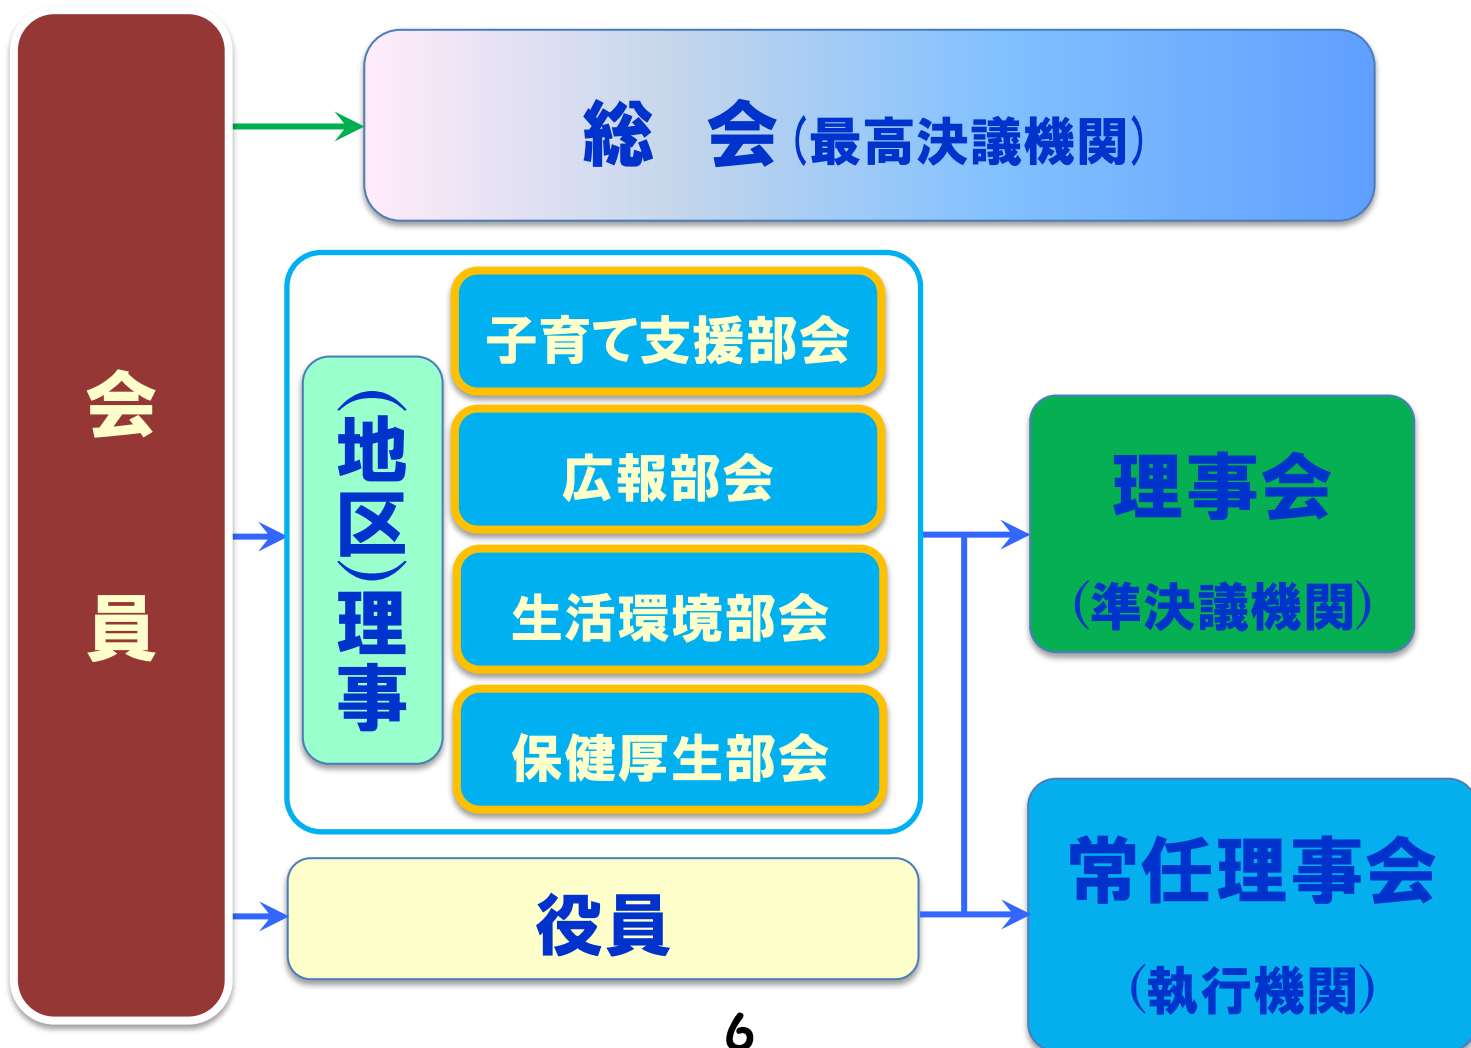 会員
総　会（最高決議機関）
（地区）理事
子育て支援部会
広報部会
生活環境部会
保健厚生部会
役員
理事会
（準決議機関）
常任理事会
（執行機関）
6